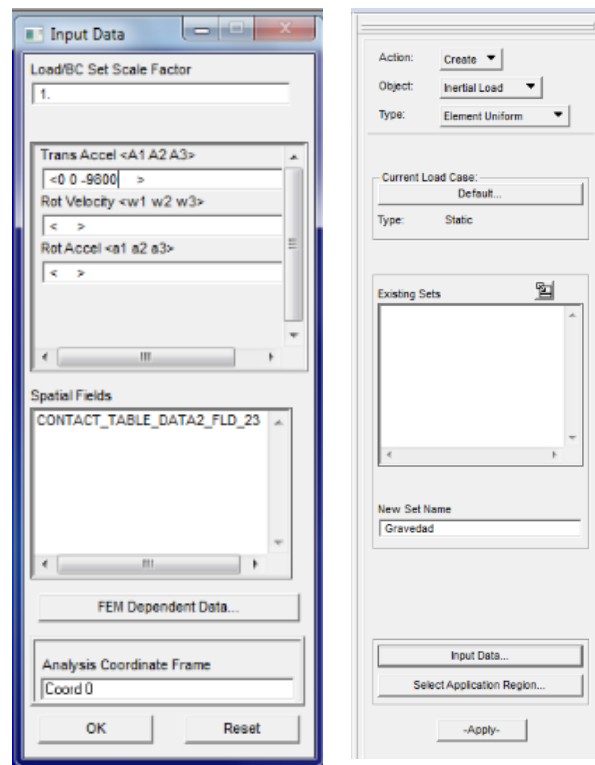 Input Data
Load/BC Set Scale Factor
1.
Trans Accel <A1 A2 A3>
<0 0 -9800 >
Rot Velocity <w1 w2 w3>
< >
Rot Accel <a1 a2 a3>
< >
Spatial Fields
CONTACT_TABLE_DATA2_FLD_23
FEM Dependent Data...
Analysis Coordinate Frame
Coord 0
OK
Reset
Action: Create
Object: Inertial Load
Type: Element Uniform
Current Load Case:
Default...
Type: Static
Existing Sets
New Set Name
Gravedad
Input Data...
Select Application Region...
-Apply-